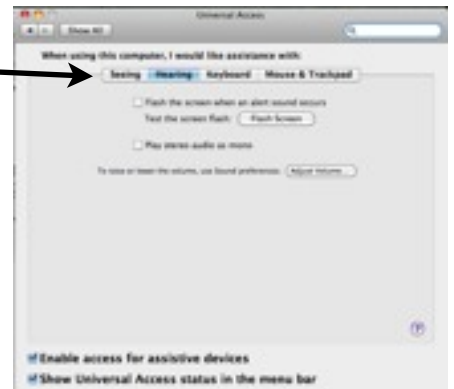 Universal Access
Show All
When using this computer, I would like assistance with:
Seeing Hearing Keyboard Mouse & Trackpad
Flash the screen when an alert sound occurs
Test the screen flash: Flash Screen
Play stereo audio as mono
To raise or lower the volume, use Sound preferences: Adjust Volume...
?
Enable access for assistive devices
Show Universal Access status in the menu bar